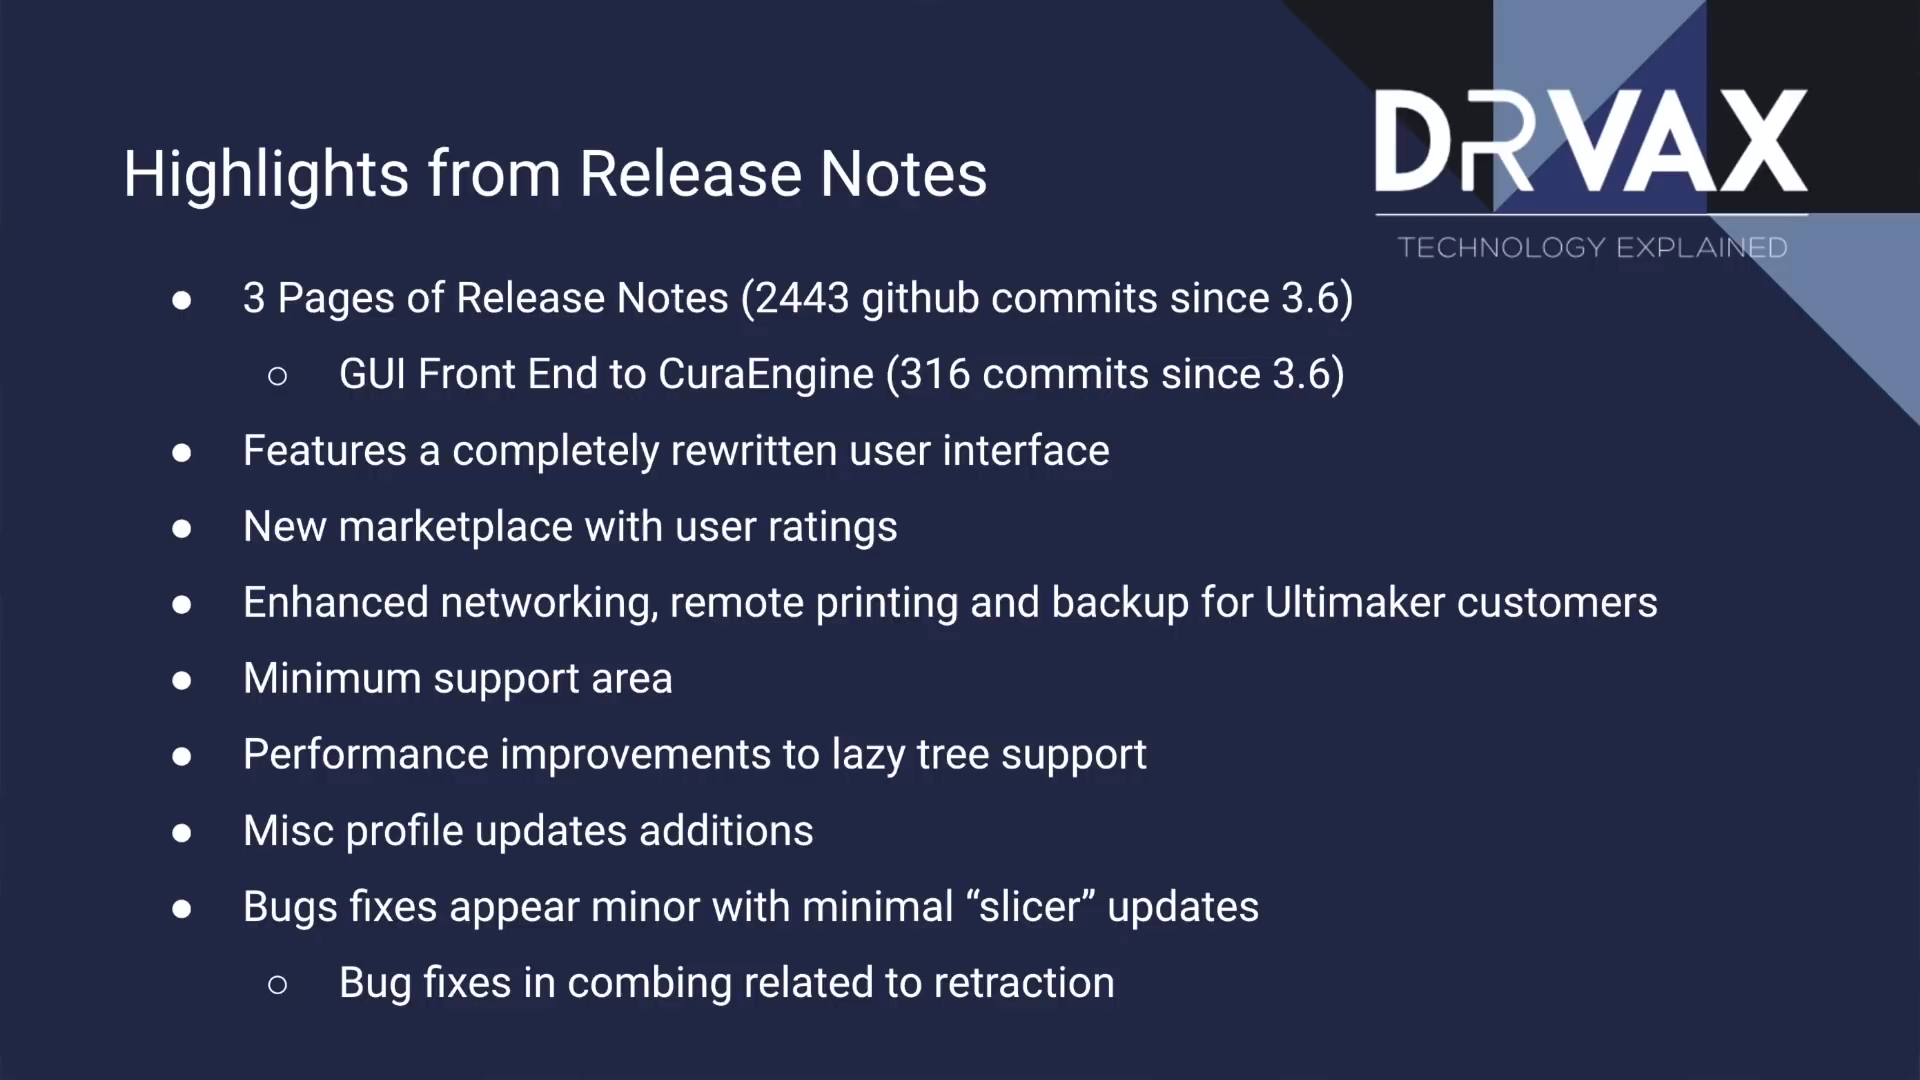 DRVAX
TECHNOLOGY EXPLAINED
Highlights from Release Notes
● 3 Pages of Release Notes (2443 github commits since 3.6)
○ GUI Front End to CuraEngine (316 commits since 3.6)
● Features a completely rewritten user interface
● New marketplace with user ratings
● Enhanced networking, remote printing and backup for Ultimaker customers
● Minimum support area
● Performance improvements to lazy tree support
● Misc profile updates additions
● Bugs fixes appear minor with minimal “slicer” updates
○ Bug fixes in combing related to retraction